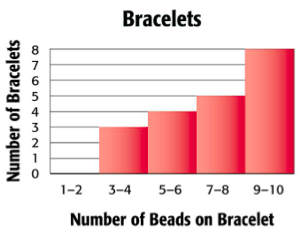 Bracelets
Number of Bracelets
8
7
6
5
4
3
2
1
0
1–2 3–4 5–6 7–8 9–10
Number of Beads on Bracelet